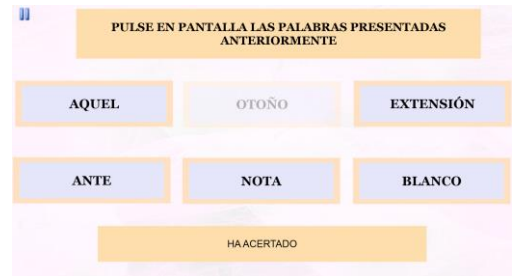 PULSE EN PANTALLA LAS PALABRAS PRESENTADAS
ANTERIORMENTE
AQUEL OTOÑO EXTENSIÓN
ANTE NOTA BLANCO
HA ACERTADO